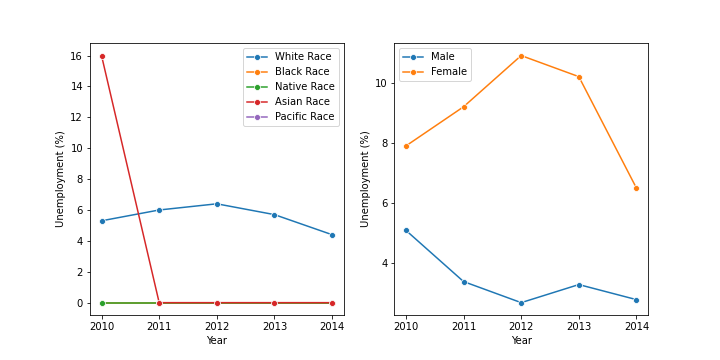 White Race
Black Race
Native Race
Asian Race
Pacific Race
Unemployment (%)
16
14
12
10
8
6
4
2
0
2010 2011 2012 2013 2014
Year
Male
Female
Unemployment (%)
10
8
6
4
2010 2011 2012 2013 2014
Year